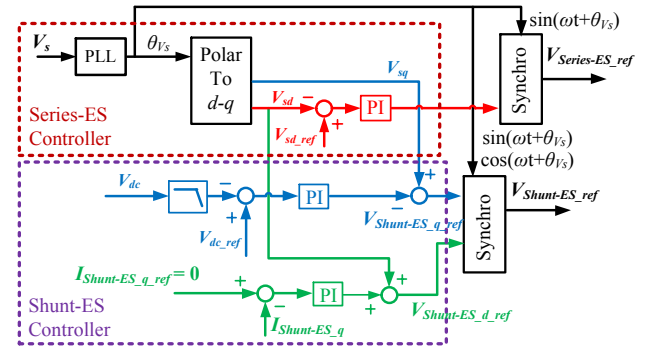 sin(ωt+θVs)
Vs
PLL
θVs
Polar
To
d-q
Vsq
Synchro
VSeries-ES_ref
Vsd
−
+
PI
Vsd_ref
Series-ES
Controller
sin(ωt+θVs)
cos(ωt+θVs)
Vdc
−
+
PI
+
−
VShunt-ES_q_ref
Vdc_ref
Synchro
VShunt-ES_ref
IShunt-ES_q_ref = 0
+
−
PI
+
+
VShunt-ES_d_ref
IShunt-ES_q
Shunt-ES
Controller